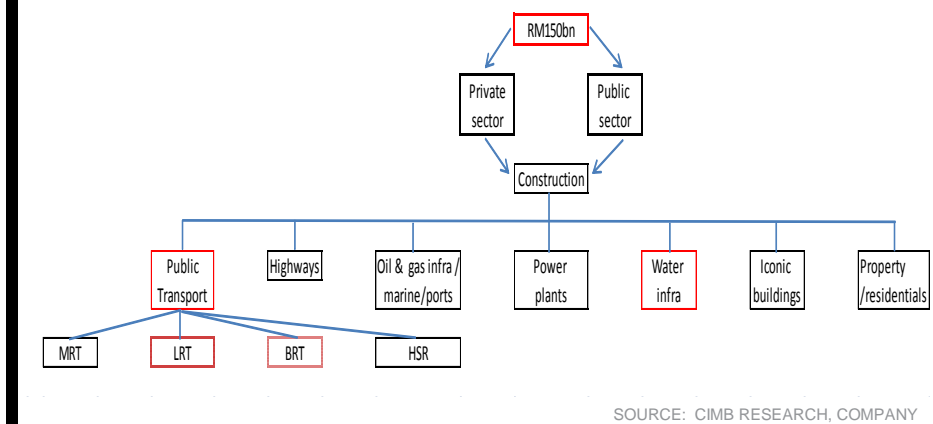 RM150bn
Private
sector
Public
sector
Construction
Public
Transport
Highways
Oil & gas infra /
marine/ports
Power
plants
Water
infra
Iconic
buildings
Property
/residentials
MRT
LRT
BRT
HSR
SOURCE: CIMB RESEARCH, COMPANY